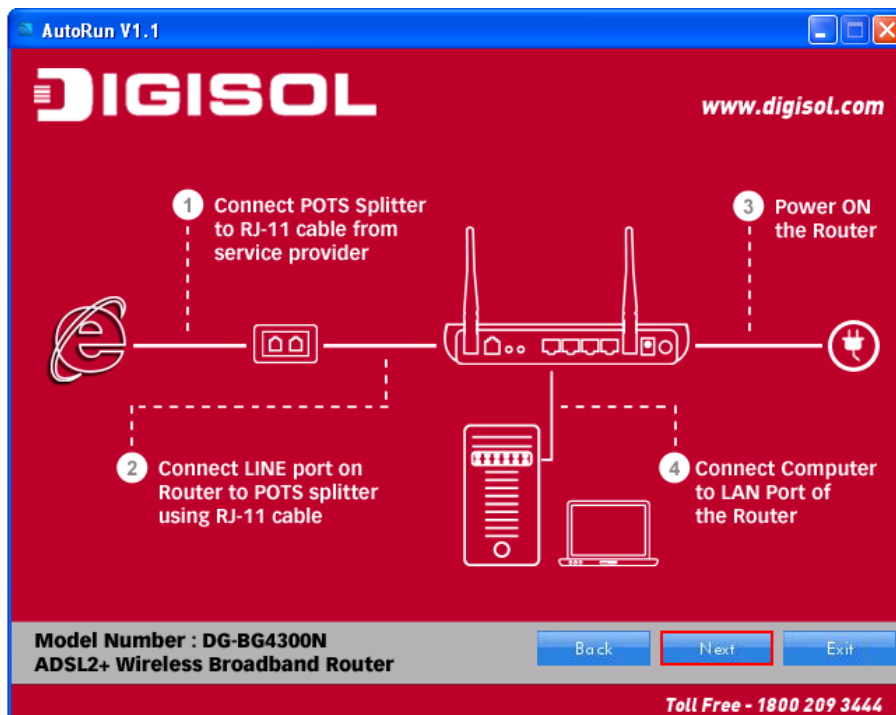 AutoRun V1.1
DIGISOL
www.digisol.com
1 Connect POTS Splitter
to RJ-11 cable from
service provider
3 Power ON
the Router
2 Connect LINE port on
Router to POTS splitter
using RJ-11 cable
4 Connect Computer
to LAN Port of
the Router
Model Number : DG-BG4300N
ADSL2+ Wireless Broadband Router
Back
Next
Exit
Toll Free - 1800 209 3444